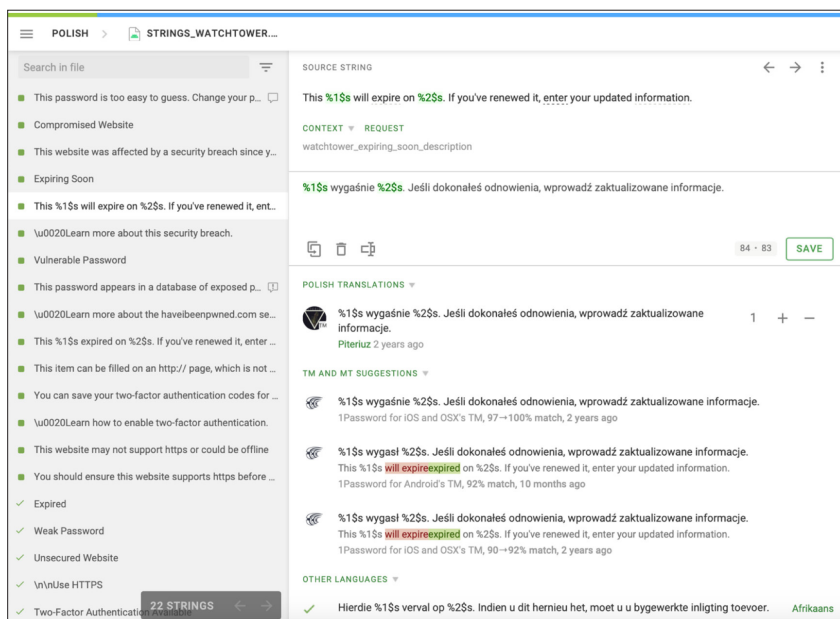 POLISH > STRINGS_WATCHTOWER....
Search in file
This password is too easy to guess. Change your p...
Compromised Website
This website was affected by a security breach since y...
Expiring Soon
This %1$s will expire on %2$s. If you've renewed it, ent...
\u0020Learn more about this security breach.
Vulnerable Password
This password appears in a database of exposed p...
\u0020Learn more about the haveibeenpwned.com se...
This %1$s expired on %2$s. If you've renewed it, enter ...
This item can be filled on an http:// page, which is not ...
You can save your two-factor authentication codes for ...
\u0020Learn how to enable two-factor authentication.
This website may not support https or could be offline
You should ensure this website supports https before ...
Expired
Weak Password
Unsecured Website
\n\nUse HTTPS
Two-Factor Authentication Available
22 STRINGS
SOURCE STRING
This %1$s will expire on %2$s. If you've renewed it, enter your updated information.
CONTEXT REQUEST
watchtower_expiring_soon_description
%1$s wygaśnie %2$s. Jeśli dokonałeś odnowienia, wprowadź zaktualizowane informacje.
84 • 83 SAVE
POLISH TRANSLATIONS
%1$s wygaśnie %2$s. Jeśli dokonałeś odnowienia, wprowadź zaktualizowane
informacje.
1 + −
Piteriuz 2 years ago
TM AND MT SUGGESTIONS
%1$s wygaśnie %2$s. Jeśli dokonałeś odnowienia, wprowadź zaktualizowane informacje.
1Password for iOS and OSX's TM, 97→100% match, 2 years ago
%1$s wygasł %2$s. Jeśli dokonałeś odnowienia, wprowadź zaktualizowane informacje.
This %1$s will expireexpired on %2$s. If you've renewed it, enter your updated information.
1Password for Android's TM, 92% match, 10 months ago
%1$s wygasł %2$s. Jeśli dokonałeś odnowienia, wprowadź zaktualizowane informacje.
This %1$s will expireexpired on %2$s. If you've renewed it, enter your updated information.
1Password for iOS and OSX's TM, 90→92% match, 2 years ago
OTHER LANGUAGES
Hierdie %1$s verval op %2$s. Indien u dit hernieu het, moet u u bygewerkte inligting toevoer. Afrikaans